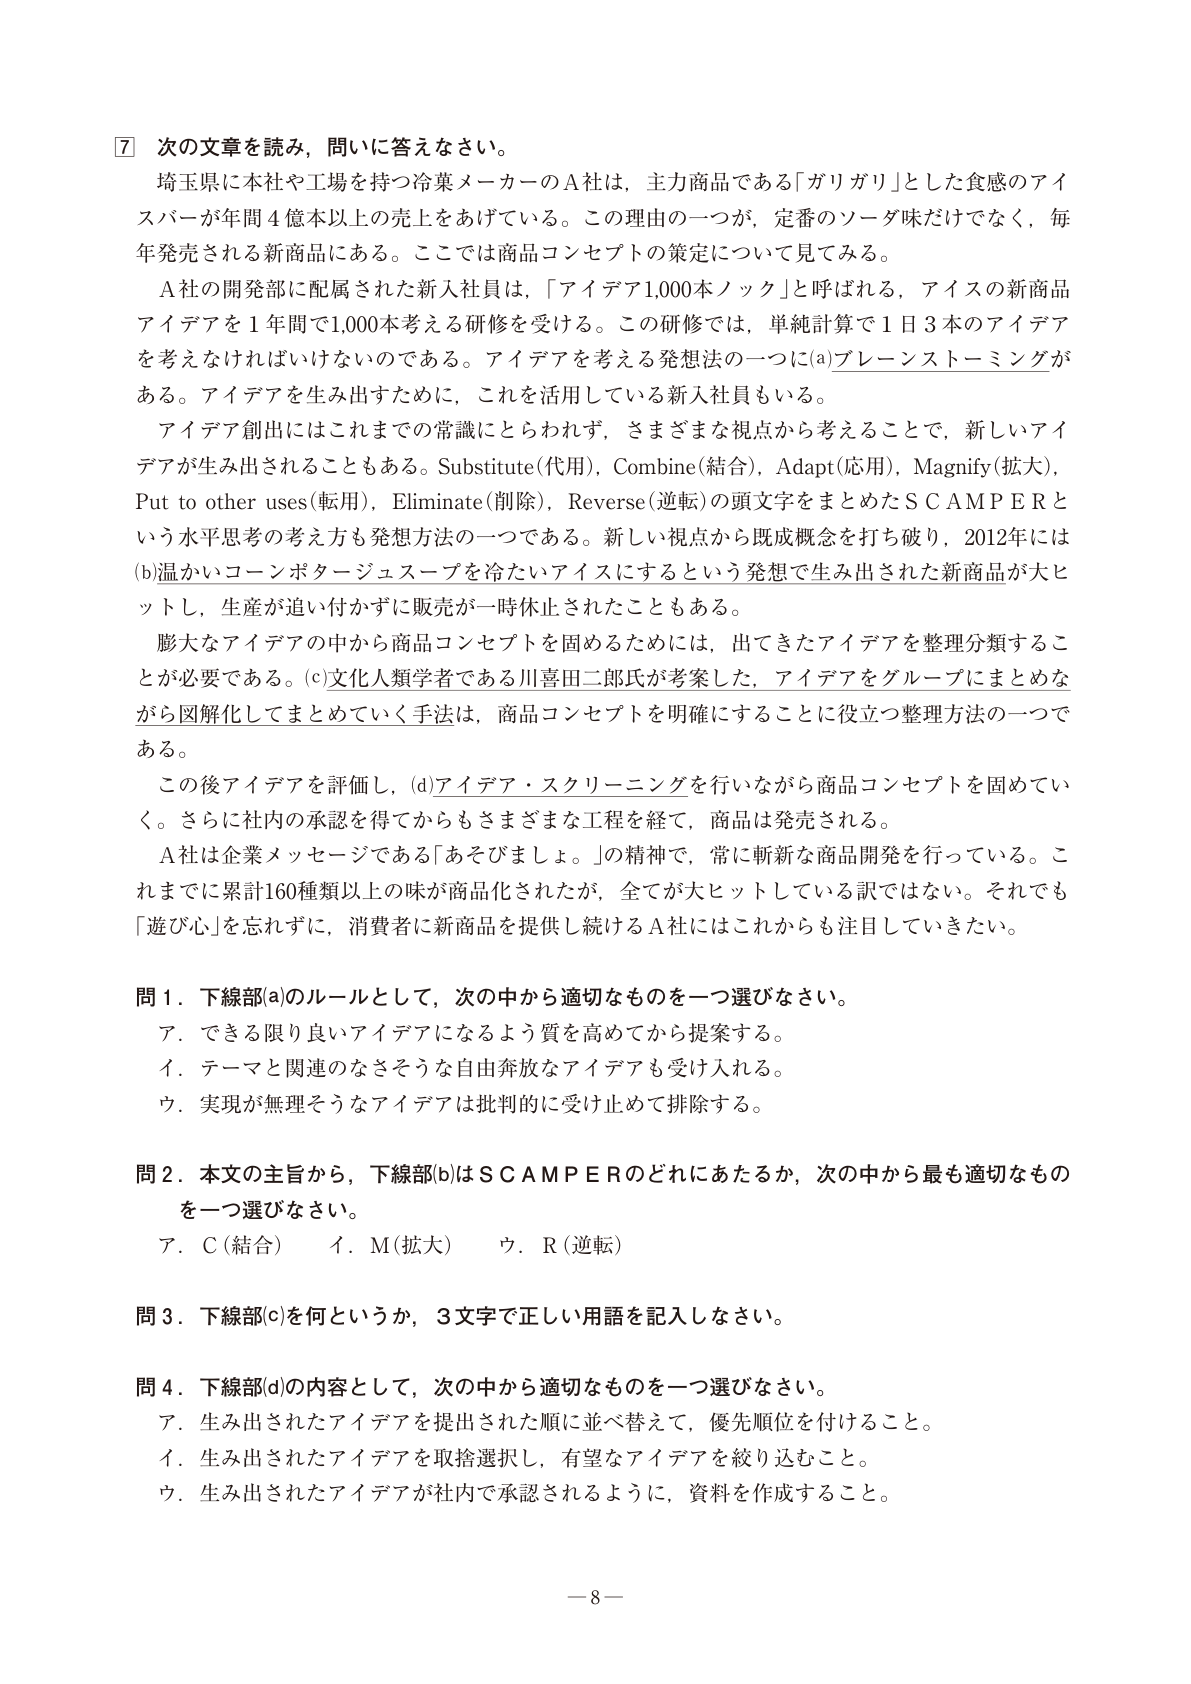 7 次の文章を読み，問いに答えなさい。
埼玉県に本社や工場を持つ冷菓メーカーのＡ社は，主力商品である「ガリガリ」とした食感のアイ
スバーが年間４億本以上の売上をあげている。この理由の一つが，定番のソーダ味だけでなく，毎
年発売される新商品にある。ここでは商品コンセプトの策定について見てみる。
Ａ社の開発部に配属された新入社員は，「アイデア1,000本ノック」と呼ばれる，アイスの新商品
アイデアを１年間で1,000本考える研修を受ける。この研修では，単純計算で１日３本のアイデア
を考えなければいけないのである。アイデアを考える発想法の一つに(a)ブレーンストーミングが
ある。アイデアを生み出すために，これを活用している新入社員もいる。
アイデア創出にはこれまでの常識にとらわれず，さまざまな視点から考えることで，新しいアイ
デアが生み出されることもある。Substitute(代用)，Combine(結合)，Adapt(応用)，Magnify(拡大)，
Put to other uses(転用)，Eliminate(削除)，Reverse(逆転)の頭文字をまとめたＳＣＡＭＰＥＲと
いう水平思考の考え方も発想方法の一つである。新しい視点から既成概念を打ち破り，2012年には
(b)温かいコーンポタージュスープを冷たいアイスにするという発想で生み出された新商品が大ヒ
ットし，生産が追い付かずに販売が一時休止されたこともある。
膨大なアイデアの中から商品コンセプトを固めるためには，出てきたアイデアを整理分類するこ
とが必要である。(c)文化人類学者である川喜田二郎氏が考案した，アイデアをグループにまとめな
がら図解化してまとめていく手法は，商品コンセプトを明確にすることに役立つ整理方法の一つで
ある。
この後アイデアを評価し，(d)アイデア・スクリーニングを行いながら商品コンセプトを固めてい
く。さらに社内の承認を得てからもさまざまな工程を経て，商品は発売される。
Ａ社は企業メッセージである「あそびましょ。」の精神で，常に斬新な商品開発を行っている。こ
れまでに累計160種類以上の味が商品化されたが，全てが大ヒットしている訳ではない。それでも
「遊び心」を忘れずに，消費者に新商品を提供し続けるＡ社にはこれからも注目していきたい。
問１．下線部(a)のルールとして，次の中から適切なものを一つ選びなさい。
ア．できる限り良いアイデアになるよう質を高めてから提案する。
イ．テーマと関連のなさそうな自由奔放なアイデアも受け入れる。
ウ．実現が無理そうなアイデアは批判的に受け止めて排除する。
問２．本文の主旨から，下線部(b)はＳＣＡＭＰＥＲのどれにあたるか，次の中から最も適切なもの
を一つ選びなさい。
ア．Ｃ(結合)　イ．Ｍ(拡大)　ウ．Ｒ(逆転)
問３．下線部(c)を何というか，３文字で正しい用語を記入しなさい。
問４．下線部(d)の内容として，次の中から適切なものを一つ選びなさい。
ア．生み出されたアイデアを提出された順に並べ替えて，優先順位を付けること。
イ．生み出されたアイデアを取捨選択し，有望なアイデアを絞り込むこと。
ウ．生み出されたアイデアが社内で承認されるように，資料を作成すること。
― 8 ―